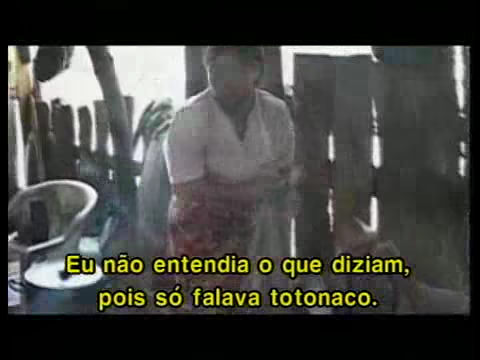 Eu não entendia o que diziam,
pois só falava totonaco.